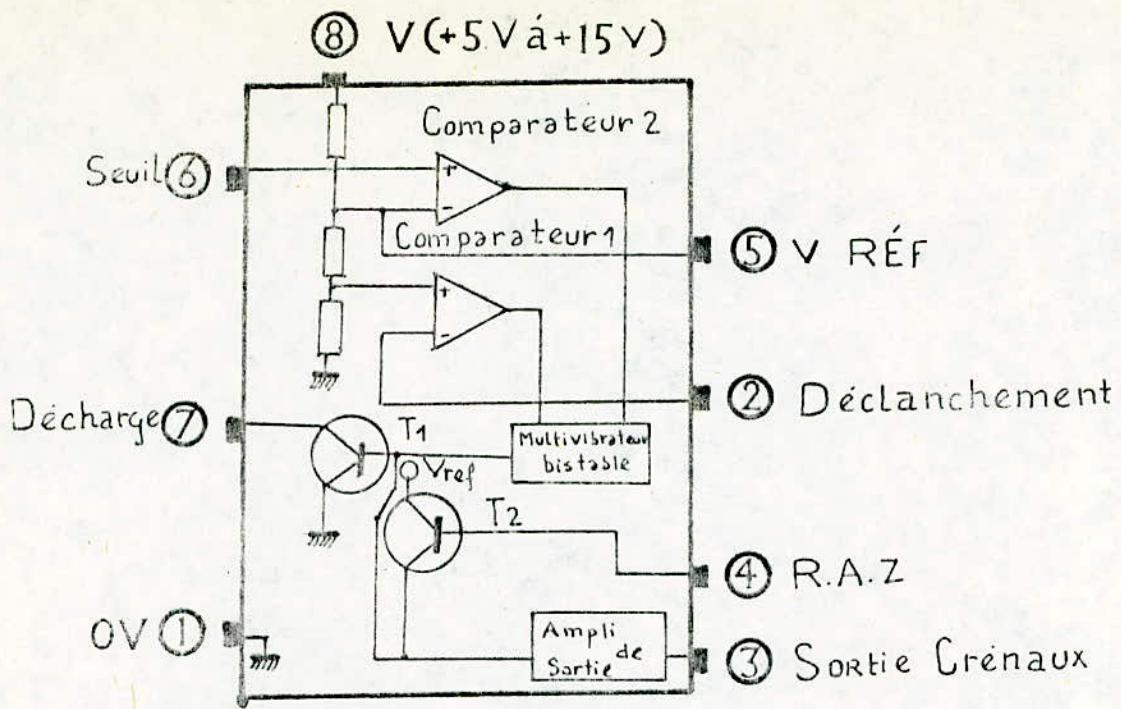 ⑧ V(+5.V á+15V)
Comparateur 2
Seuil ⑥
+
-
Comparateur 1
⑤ V RÉF
+
-
② Déclanchement
Décharge ⑦
T1
Vref
Multivibrateur
bistable
T2
④ R.A.Z
0V ①
Ampli
de
Sortie
③ Sortie Crénaux